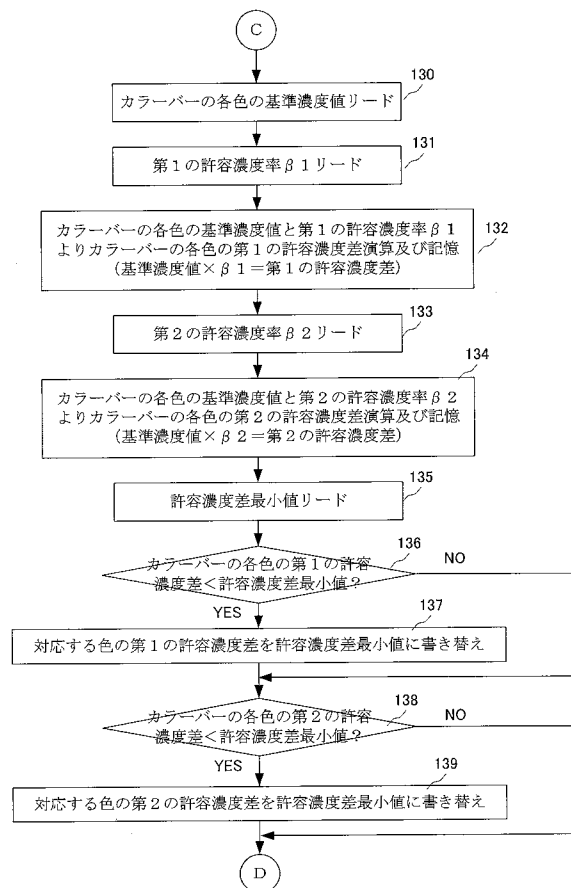 C
130
カラーバーの各色の基準濃度値リード
131
第１の許容濃度率β１リード
132
カラーバーの各色の基準濃度値と第１の許容濃度率β１
よりカラーバーの各色の第１の許容濃度差演算及び記憶
（基準濃度値×β１＝第１の許容濃度差）
133
第２の許容濃度率β２リード
134
カラーバーの各色の基準濃度値と第２の許容濃度率β２
よりカラーバーの各色の第２の許容濃度差演算及び記憶
（基準濃度値×β２＝第２の許容濃度差）
135
許容濃度差最小値リード
136
カラーバーの各色の第１の許容
濃度差＜許容濃度差最小値？
NO
YES
137
対応する色の第１の許容濃度差を許容濃度差最小値に書き替え
138
カラーバーの各色の第２の許容
濃度差＜許容濃度差最小値？
NO
YES
139
対応する色の第２の許容濃度差を許容濃度差最小値に書き替え
D